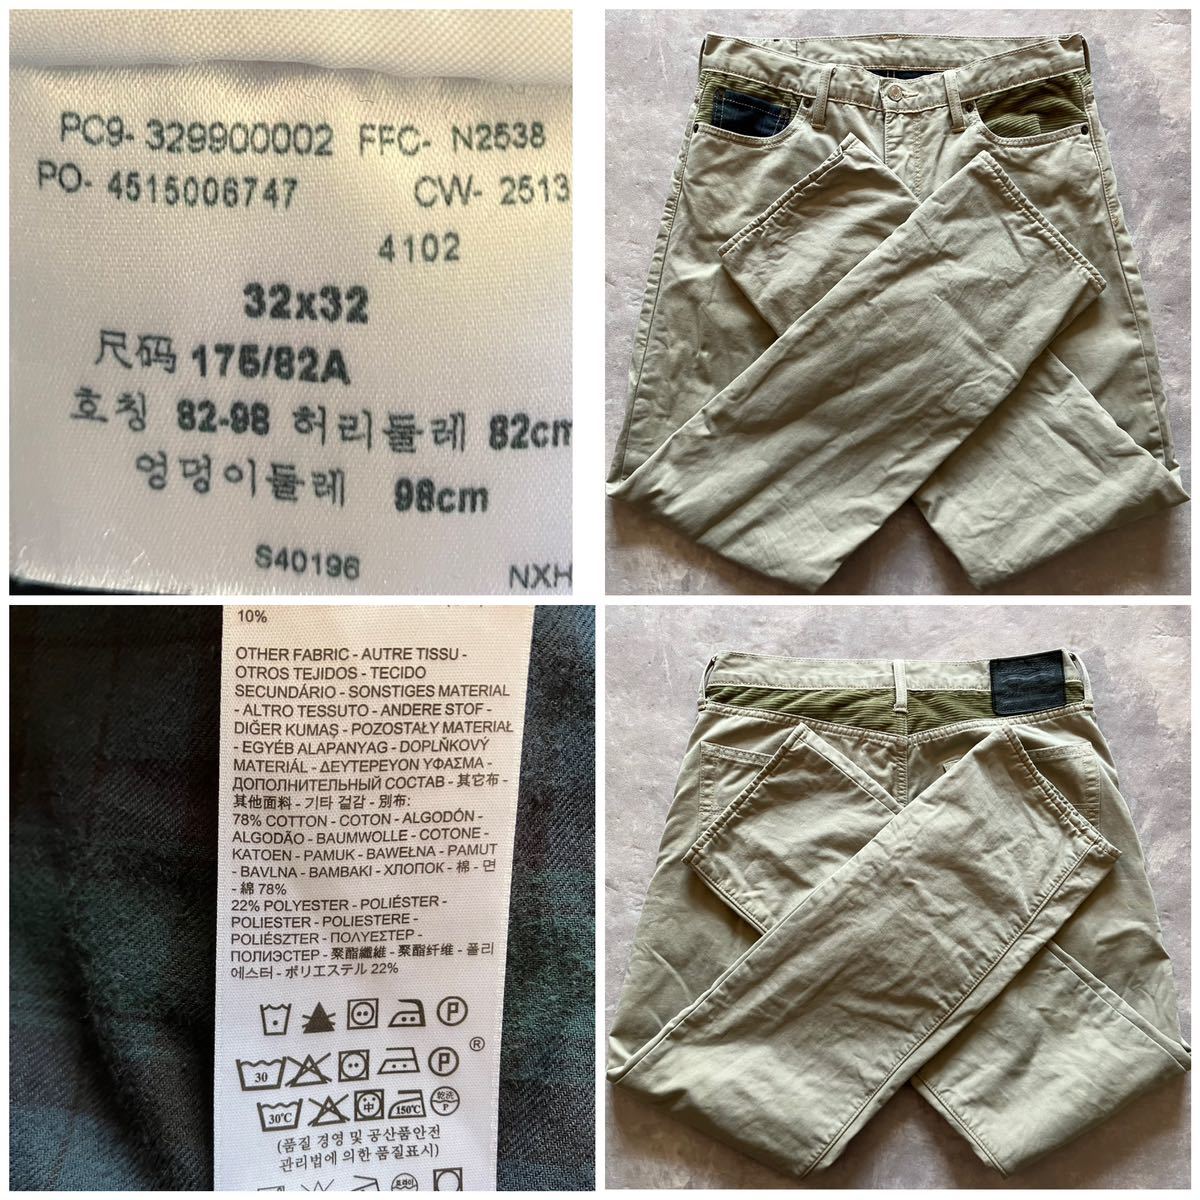 PC9- 329900002 FFC- N2538
PO- 4515006747 CW- 2513
4102
32x32
尺码 175/82A
호칭 82-98 허리둘레 82cm
엉덩이둘레 98cm
S40196
NXH
10%
OTHER FABRIC - AUTRE TISSU -
OTROS TEJIDOS - TECIDO
SECUNDÁRIO - SONSTIGES MATERIAL
- ALTRO TESSUTO - ANDERE STOF -
DIĞER KUMAŞ - POZOSTAŁY MATERIAŁ
- EGYÉB ALAPANYAG - DOPLŇKOVÝ
MATERIÁL - ΔΕΥΤΕΡΕΥΟΝ ΥΦΑΣΜΑ -
ДОПОЛНИТЕЛЬНЫЙ СОСТАВ - 其它布 -
其他面料 - 기타 겉감 - 別布:
78% COTTON - COTON - ALGODÓN -
ALGODÃO - BAUMWOLLE - COTONE -
KATOEN - PAMUK - BAWEŁNA - PAMUT
- BAVLNA - BAMBAKI - ХЛОПОК - 棉 - 면
- 綿 78%
22% POLYESTER - POLIÉSTER -
POLIESTER - POLIESTERE -
POLIÉSZTER - ΠΟΛΥΕΣΤΕΡ -
ПОЛИЭСТЕР - 聚酯纖維 - 聚酯纤维 - 폴리
에스터 - ポリエステル 22%
P
30 P ®
30℃ 中 150℃ 乾洗 P
(품질 경영 및 공산품안전
관리법에 의한 품질표시)